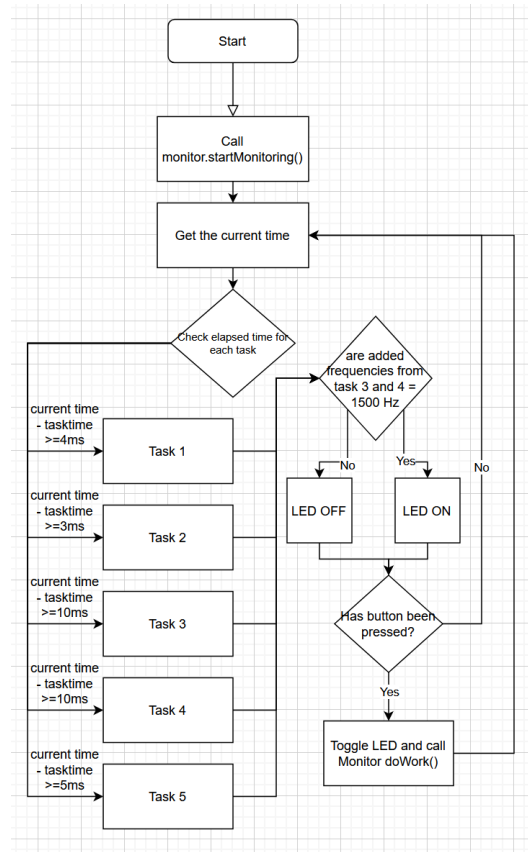 Start
Call
monitor.startMonitoring()
Get the current time
Check elapsed time for
each task
are added
frequencies from
task 3 and 4 =
1500 Hz
current time
- tasktime
>=4ms
Task 1
No
Yes
No
LED OFF
LED ON
current time
- tasktime
>=3ms
Task 2
current time
- tasktime
>=10ms
Task 3
Has button been
pressed?
current time
- tasktime
>=10ms
Task 4
Yes
Toggle LED and call
Monitor doWork()
current time
- tasktime
>=5ms
Task 5